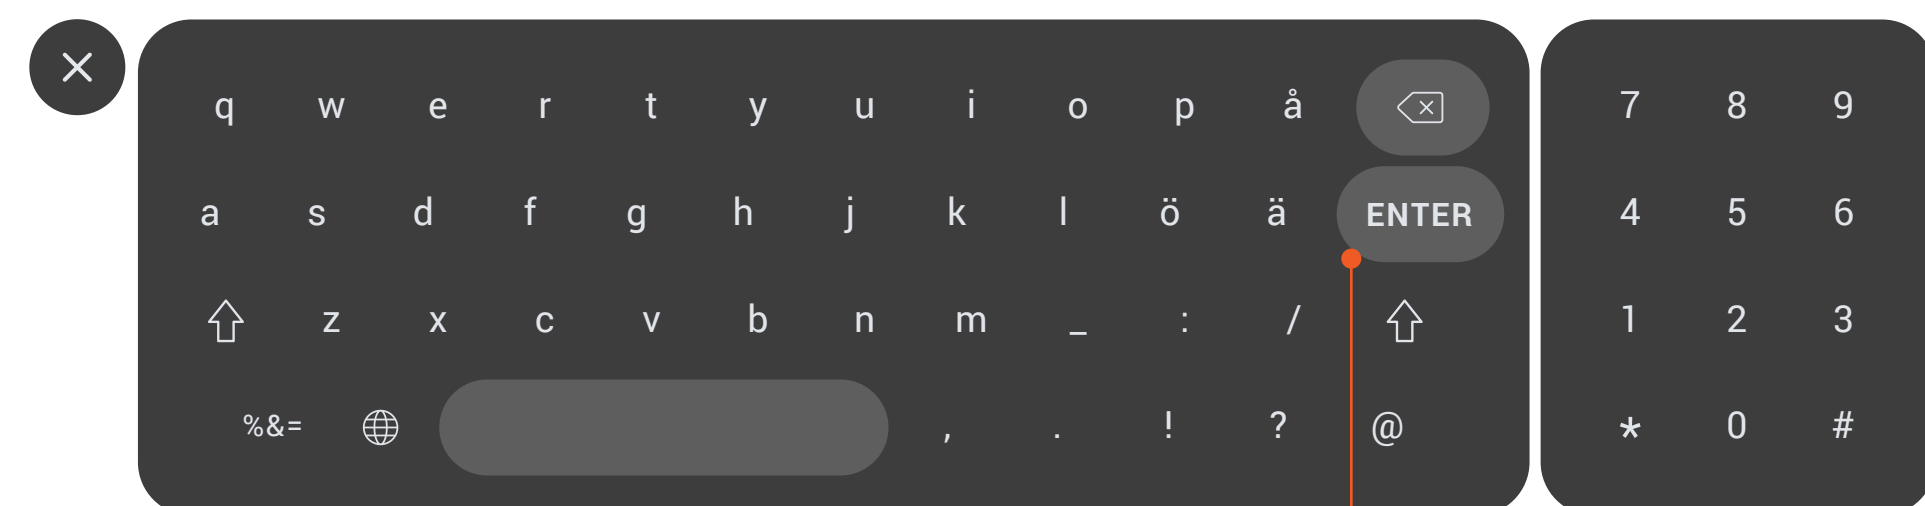 q w e r t y u i o p å 7 8 9
a s d f g h j k l ö ä ENTER 4 5 6
z x c v b n m _ : / 1 2 3
%&= , . ! ? @ * 0 #